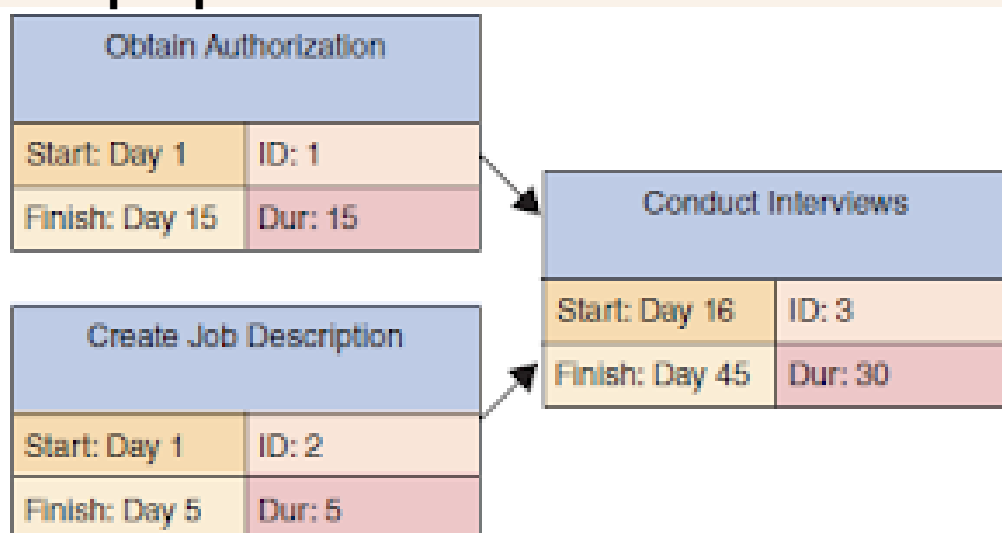 Obtain Authorization
Start: Day 1
ID: 1
Finish: Day 15
Dur: 15
Conduct Interviews
Start: Day 16
ID: 3
Finish: Day 45
Dur: 30
Create Job Description
Start: Day 1
ID: 2
Finish: Day 5
Dur: 5